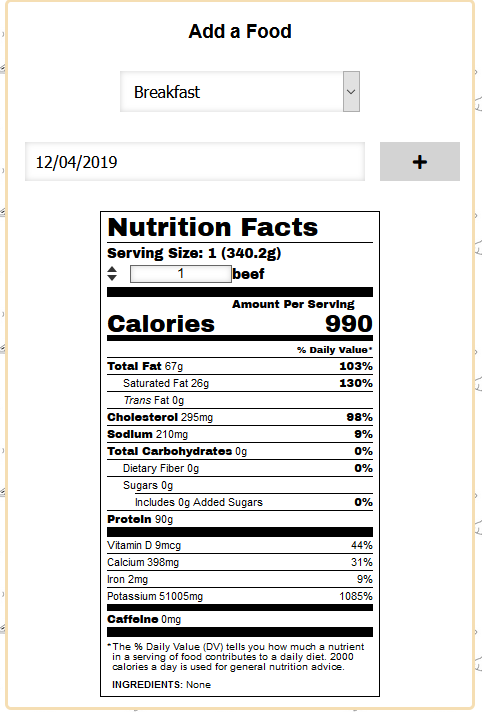 Add a Food
Breakfast
12/04/2019
+
Nutrition Facts
Serving Size: 1 (340.2g)
1 beef
Amount Per Serving
Calories 990
% Daily Value*
Total Fat 67g 103%
Saturated Fat 26g 130%
Trans Fat 0g
Cholesterol 295mg 98%
Sodium 210mg 9%
Total Carbohydrates 0g 0%
Dietary Fiber 0g 0%
Sugars 0g
Includes 0g Added Sugars 0%
Protein 90g
Vitamin D 9mcg 44%
Calcium 398mg 31%
Iron 2mg 9%
Potassium 51005mg 1085%
Caffeine 0mg
*The % Daily Value (DV) tells you how much a nutrient
in a serving of food contributes to a daily diet. 2000
calories a day is used for general nutrition advice.
INGREDIENTS: None